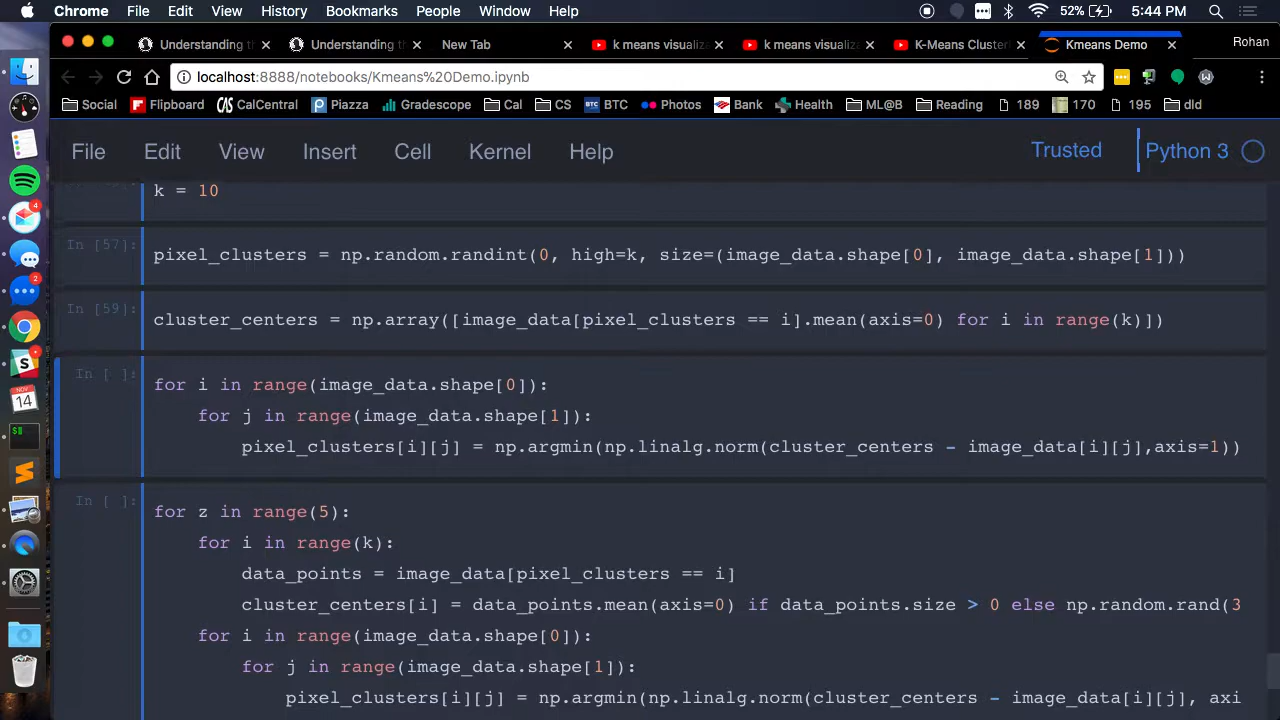 Chrome File Edit View History Bookmarks People Window Help 52% 5:44 PM
Understanding t Understanding t New Tab k means visualiz k means visualiz K-Means Cluster Kmeans Demo Rohan
localhost:8888/notebooks/Kmeans%20Demo.ipynb
Social Flipboard CalCentral Piazza Gradescope Cal CS BTC Photos Bank Health ML@B Reading 189 170 195 dld
File Edit View Insert Cell Kernel Help Trusted Python 3
k = 10
In [57]: pixel_clusters = np.random.randint(0, high=k, size=(image_data.shape[0], image_data.shape[1]))
In [59]: cluster_centers = np.array([image_data[pixel_clusters == i].mean(axis=0) for i in range(k)])
In [ ]: for i in range(image_data.shape[0]):
for j in range(image_data.shape[1]):
pixel_clusters[i][j] = np.argmin(np.linalg.norm(cluster_centers - image_data[i][j],axis=1))
In [ ]: for z in range(5):
for i in range(k):
data_points = image_data[pixel_clusters == i]
cluster_centers[i] = data_points.mean(axis=0) if data_points.size > 0 else np.random.rand(3
for i in range(image_data.shape[0]):
for j in range(image_data.shape[1]):
pixel_clusters[i][j] = np.argmin(np.linalg.norm(cluster_centers - image_data[i][j], axi